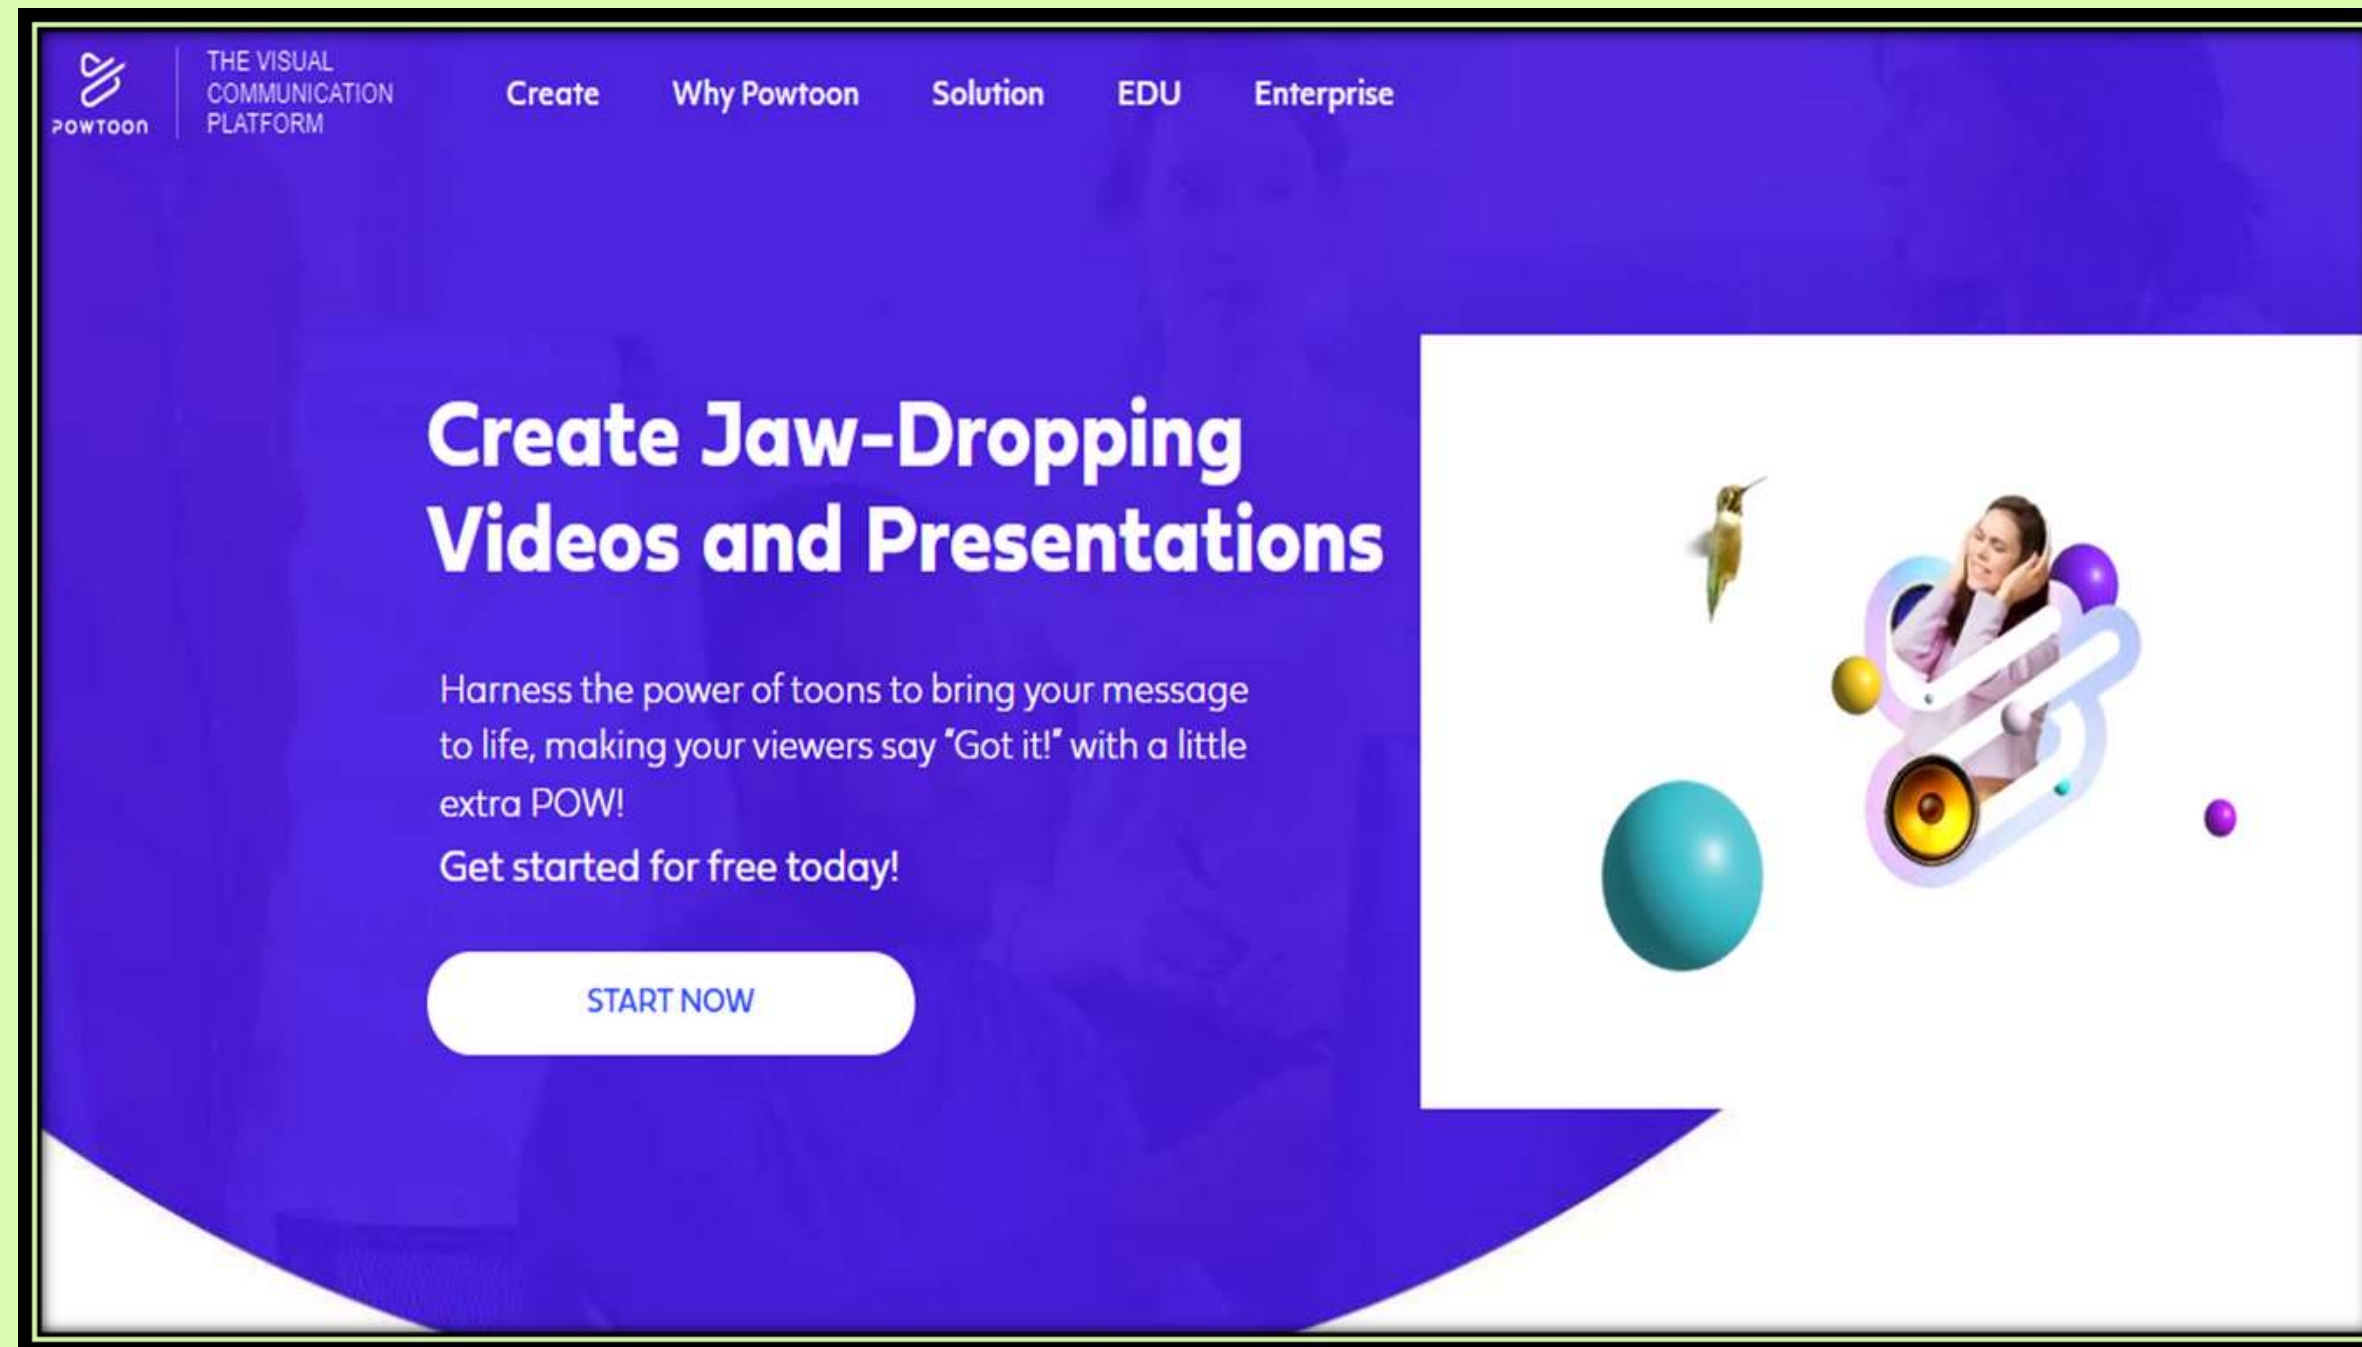 POWTOON
THE VISUAL
COMMUNICATION
PLATFORM
Create Why Powtoon Solution EDU Enterprise
Create Jaw-Dropping
Videos and Presentations
Harness the power of toons to bring your message
to life, making your viewers say "Got it!" with a little
extra POW!
Get started for free today!
START NOW